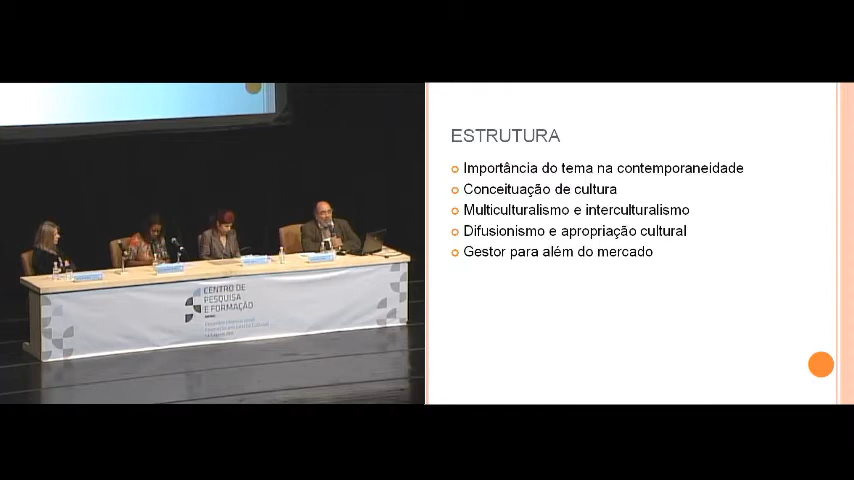 CENTRO DE
PESQUISA
E FORMAÇÃO
ESTRUTURA
Importância do tema na contemporaneidade
Conceituação de cultura
Multiculturalismo e interculturalismo
Difusionismo e apropriação cultural
Gestor para além do mercado